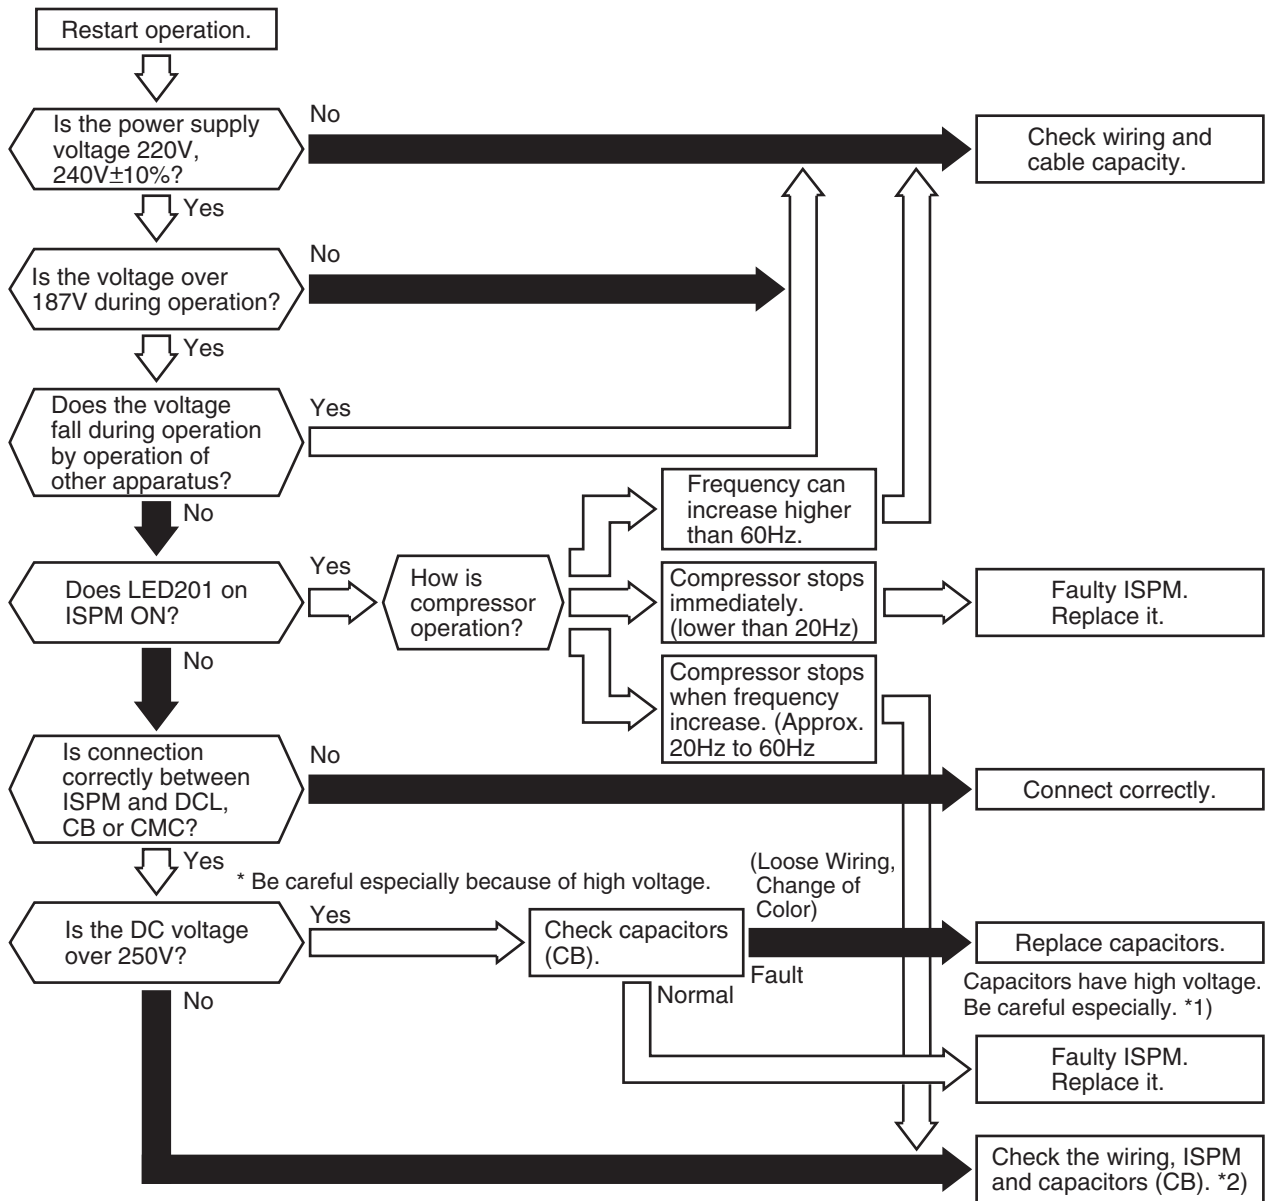 Restart operation.
Is the power supply
voltage 220V,
240V±10%?
No
Check wiring and
cable capacity.
Yes
Is the voltage over
187V during operation?
No
Yes
Does the voltage
fall during operation
by operation of
other apparatus?
Yes
No
Does LED201 on
ISPM ON?
Yes
How is
compressor
operation?
Frequency can
increase higher
than 60Hz.
Compressor stops
immediately.
(lower than 20Hz)
Faulty ISPM.
Replace it.
Compressor stops
when frequency
increase. (Approx.
20Hz to 60Hz
No
Is connection
correctly between
ISPM and DCL,
CB or CMC?
No
Connect correctly.
Yes
* Be careful especially because of high voltage.
Is the DC voltage
over 250V?
Yes
Check capacitors
(CB).
(Loose Wiring,
Change of
Color)
Fault
Replace capacitors.
Capacitors have high voltage.
Be careful especially. *1)
Normal
Faulty ISPM.
Replace it.
No
Check the wiring, ISPM
and capacitors (CB). *2)